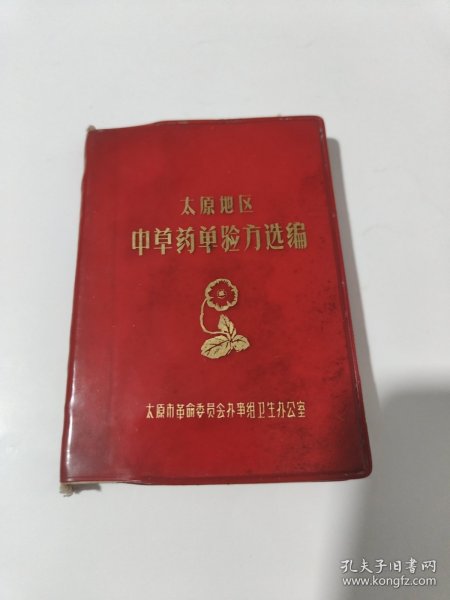 太原地区
中草药单验方选编
太原市革命委员会办事组卫生办公室
孔夫子旧书网
www.kongfz.com